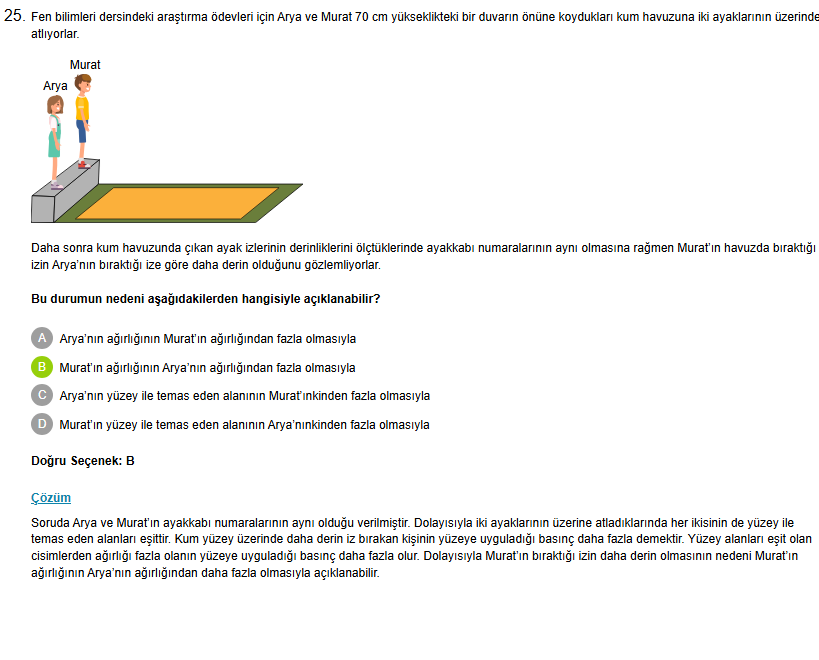 25. Fen bilimleri dersindeki araştırma ödevleri için Arya ve Murat 70 cm yükseklikteki bir duvarın önüne koydukları kum havuzuna iki ayaklarının üzerinde
atlıyorlar.
Murat
Arya
Daha sonra kum havuzunda çıkan ayak izlerinin derinliklerini ölçtüklerinde ayakkabı numaralarının aynı olmasına rağmen Murat'ın havuzda bıraktığı
izin Arya'nın bıraktığı ize göre daha derin olduğunu gözlemliyorlar.
Bu durumun nedeni aşağıdakilerden hangisiyle açıklanabilir?
A Arya'nın ağırlığının Murat'ın ağırlığından fazla olmasıyla
B Murat'ın ağırlığının Arya'nın ağırlığından fazla olmasıyla
C Arya'nın yüzey ile temas eden alanının Murat'ınkinden fazla olmasıyla
D Murat'ın yüzey ile temas eden alanının Arya'nınkinden fazla olmasıyla
Doğru Seçenek: B
Çözüm
Soruda Arya ve Murat'ın ayakkabı numaralarının aynı olduğu verilmiştir. Dolayısıyla iki ayaklarının üzerine atladıklarında her ikisinin de yüzey ile
temas eden alanları eşittir. Kum yüzey üzerinde daha derin iz bırakan kişinin yüzeye uyguladığı basınç daha fazla demektir. Yüzey alanları eşit olan
cisimlerden ağırlığı fazla olanın yüzeye uyguladığı basınç daha fazla olur. Dolayısıyla Murat'ın bıraktığı izin daha derin olmasının nedeni Murat'ın
ağırlığının Arya'nın ağırlığından daha fazla olmasıyla açıklanabilir.